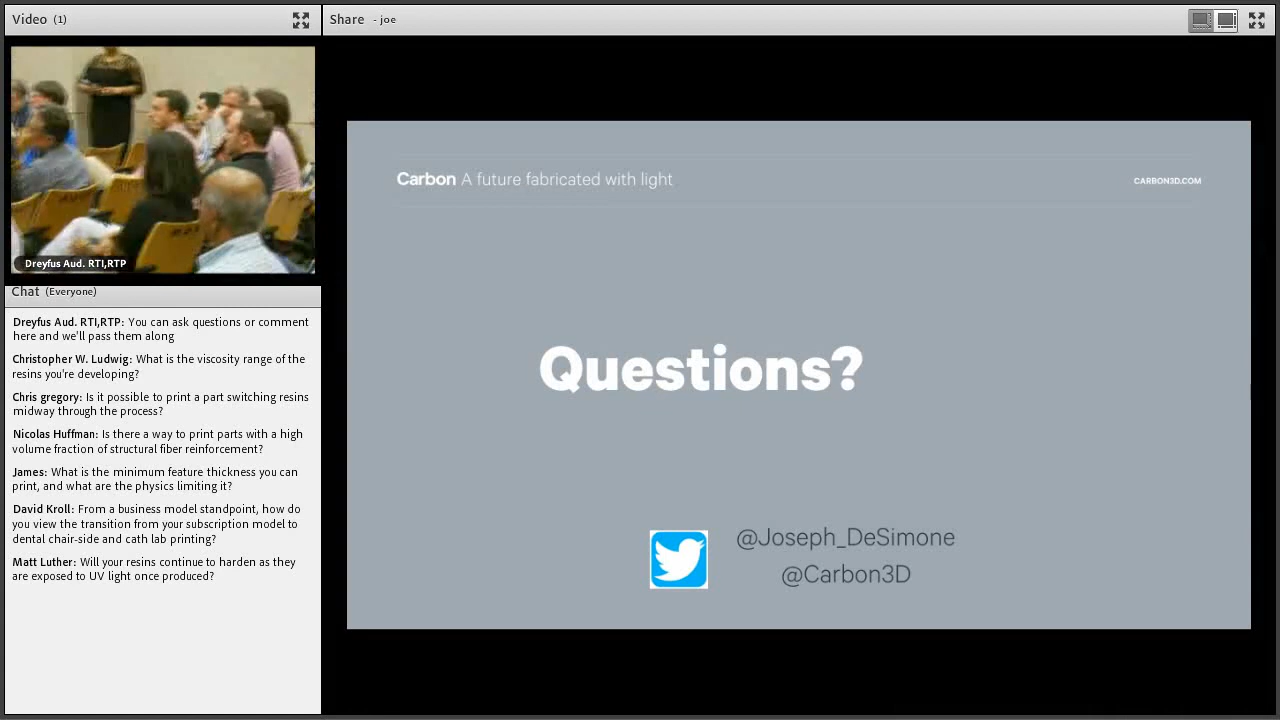 Video (1)
Share - joe
Dreyfus Aud. RTI,RTP
Chat (Everyone)
Dreyfus Aud. RTI,RTP: You can ask questions or comment
here and we'll pass them along
Christopher W. Ludwig: What is the viscosity range of the
resins you're developing?
Chris gregory: Is it possible to print a part switching resins
midway through the process?
Nicolas Huffman: Is there a way to print parts with a high
volume fraction of structural fiber reinforcement?
James: What is the minimum feature thickness you can
print, and what are the physics limiting it?
David Kroll: From a business model standpoint, how do
you view the transition from your subscription model to
dental chair-side and cath lab printing?
Matt Luther: Will your resins continue to harden as they
are exposed to UV light once produced?
Carbon A future fabricated with light
CARBON3D.COM
Questions?
@Joseph_DeSimone
@Carbon3D